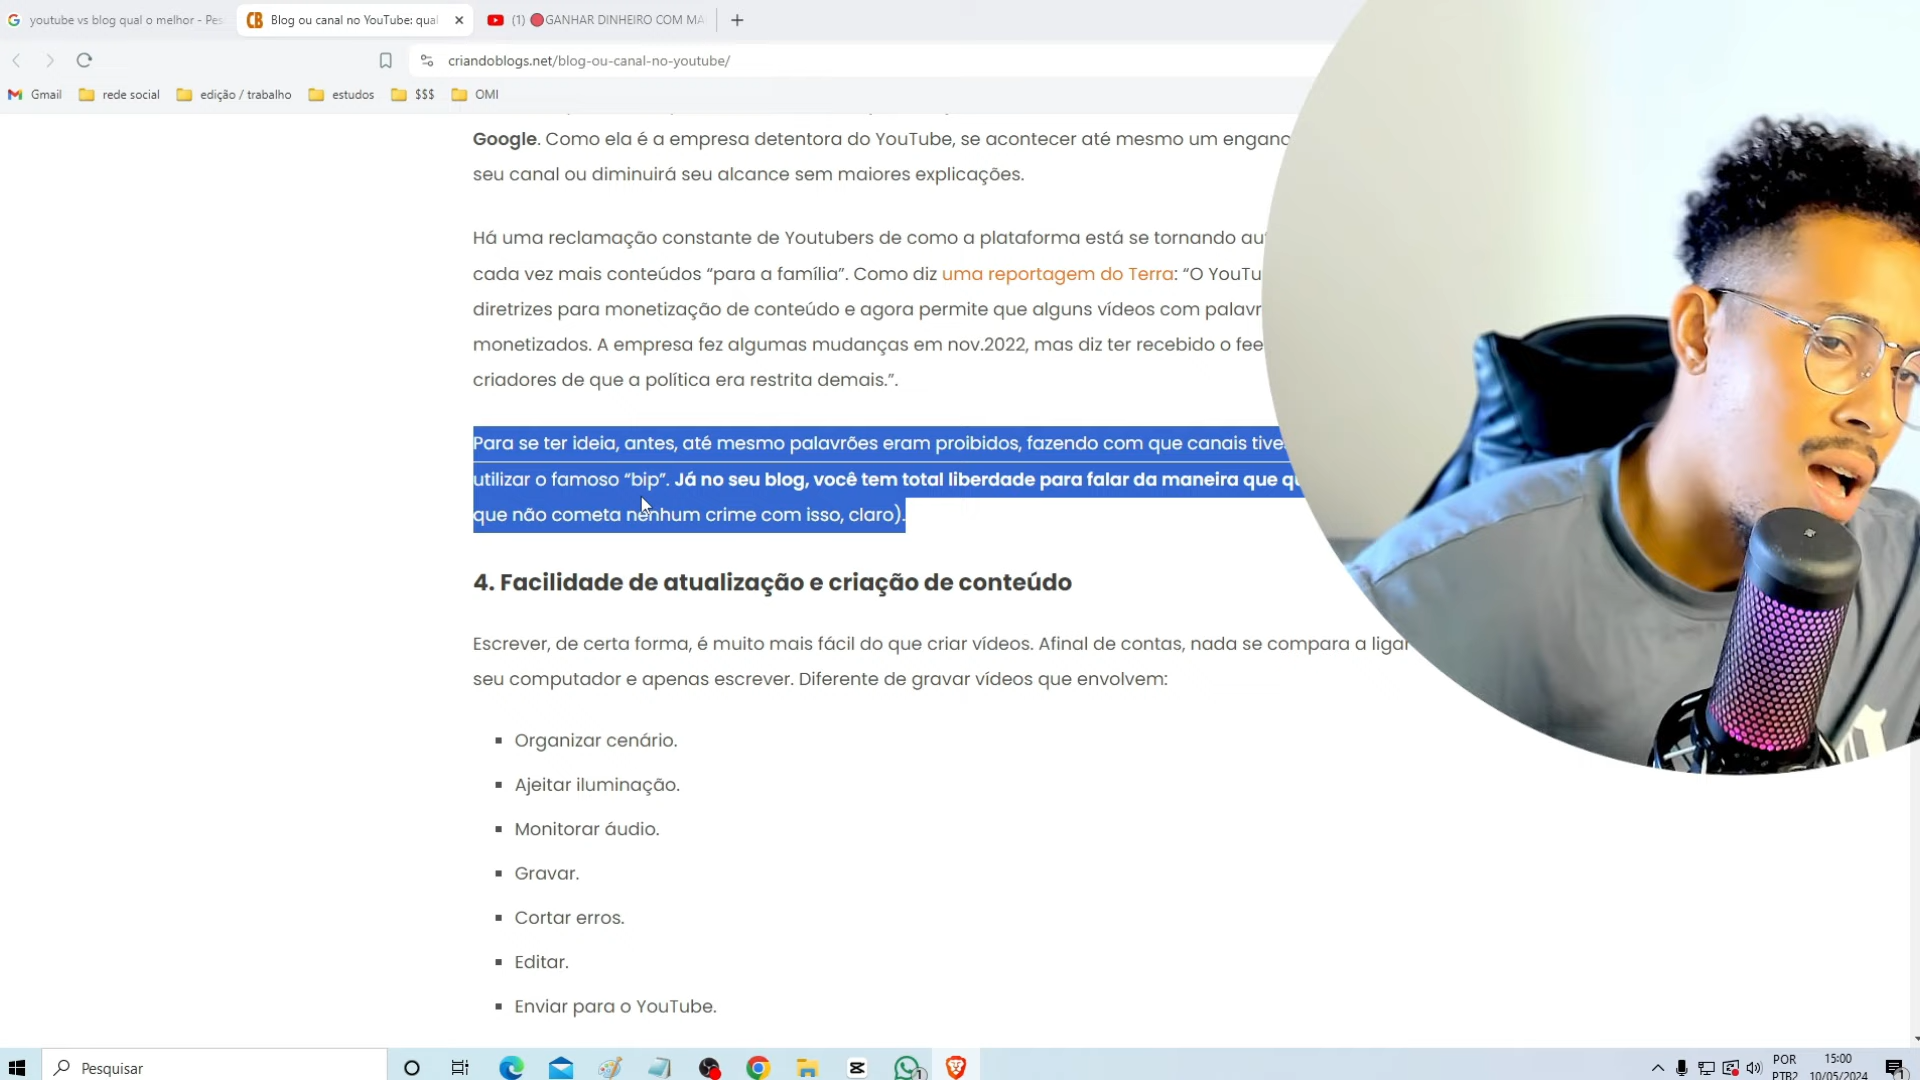 youtube vs blog qual o melhor - Pes
Blog ou canal no YouTube: qual
(1) 🔴GANHAR DINHEIRO COM MA
criandoblogs.net/blog-ou-canal-no-youtube/
Gmail
rede social
edição / trabalho
estudos
$$$
OMI
Google. Como ela é a empresa detentora do YouTube, se acontecer até mesmo um engano
seu canal ou diminuirá seu alcance sem maiores explicações.
Há uma reclamação constante de Youtubers de como a plataforma está se tornando
cada vez mais conteúdos “para a família”. Como diz uma reportagem do Terra: “O YouTu
diretrizes para monetização de conteúdo e agora permite que alguns vídeos com palavr
monetizados. A empresa fez algumas mudanças em nov.2022, mas diz ter recebido o fee
criadores de que a política era restrita demais.”.
Para se ter ideia, antes, até mesmo palavrões eram proibidos, fazendo com que canais tive
utilizar o famoso “bip”. Já no seu blog, você tem total liberdade para falar da maneira que
que não cometa nenhum crime com isso, claro).
4. Facilidade de atualização e criação de conteúdo
Escrever, de certa forma, é muito mais fácil do que criar vídeos. Afinal de contas, nada se compara a ligar
seu computador e apenas escrever. Diferente de gravar vídeos que envolvem:
Organizar cenário.
Ajeitar iluminação.
Monitorar áudio.
Gravar.
Cortar erros.
Editar.
Enviar para o YouTube.
Pesquisar
POR
PTB2
15:00
10/05/2024